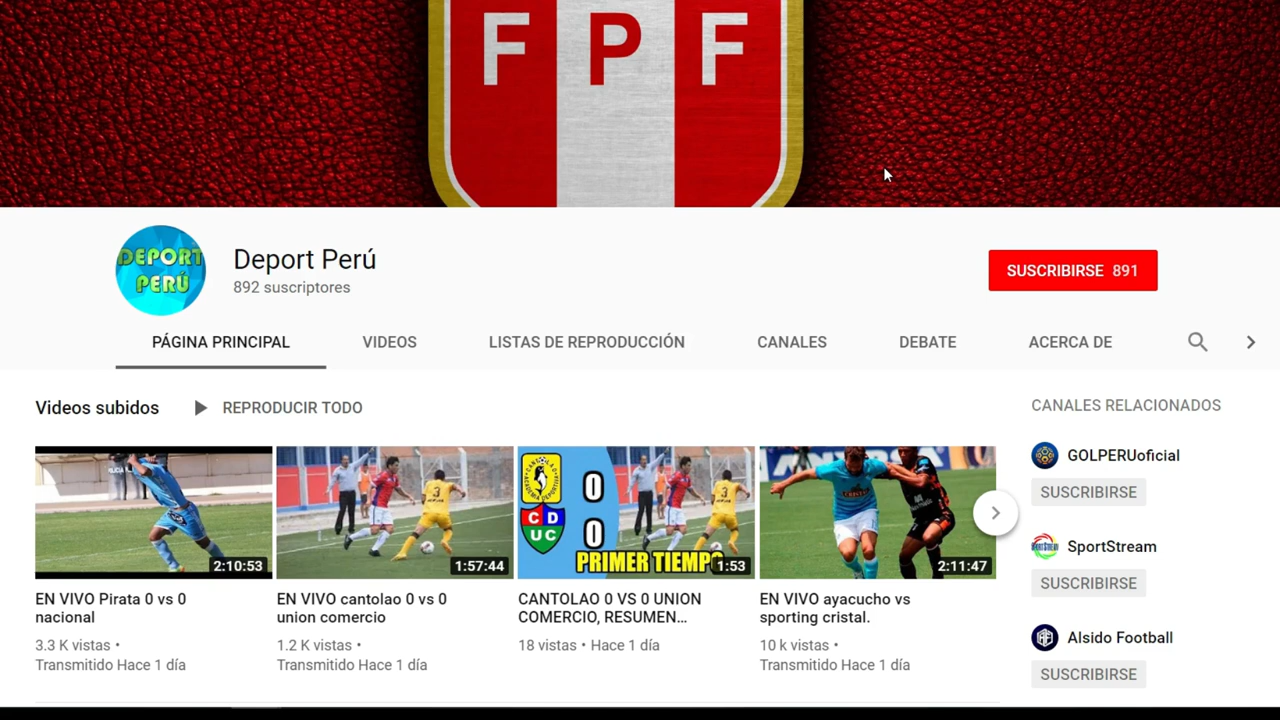 F P F
DEPORT
PERÚ
Deport Perú
892 suscriptores
SUSCRIBIRSE 891
PÁGINA PRINCIPAL
VIDEOS
LISTAS DE REPRODUCCIÓN
CANALES
DEBATE
ACERCA DE
Videos subidos
REPRODUCIR TODO
2:10:53
EN VIVO Pirata 0 vs 0
nacional
3.3 K vistas •
Transmitido Hace 1 día
3
1:57:44
EN VIVO cantolao 0 vs 0
union comercio
1.2 K vistas •
Transmitido Hace 1 día
0
0
C D
U C
3
PRIMER TIEMPO
1:53
CANTOLAO 0 VS 0 UNION
COMERCIO, RESUMEN...
18 vistas • Hace 1 día
2:11:47
EN VIVO ayacucho vs
sporting cristal.
10 k vistas •
Transmitido Hace 1 día
CANALES RELACIONADOS
GOLPERUoficial
SUSCRIBIRSE
SportStream
SUSCRIBIRSE
Alsido Football
SUSCRIBIRSE